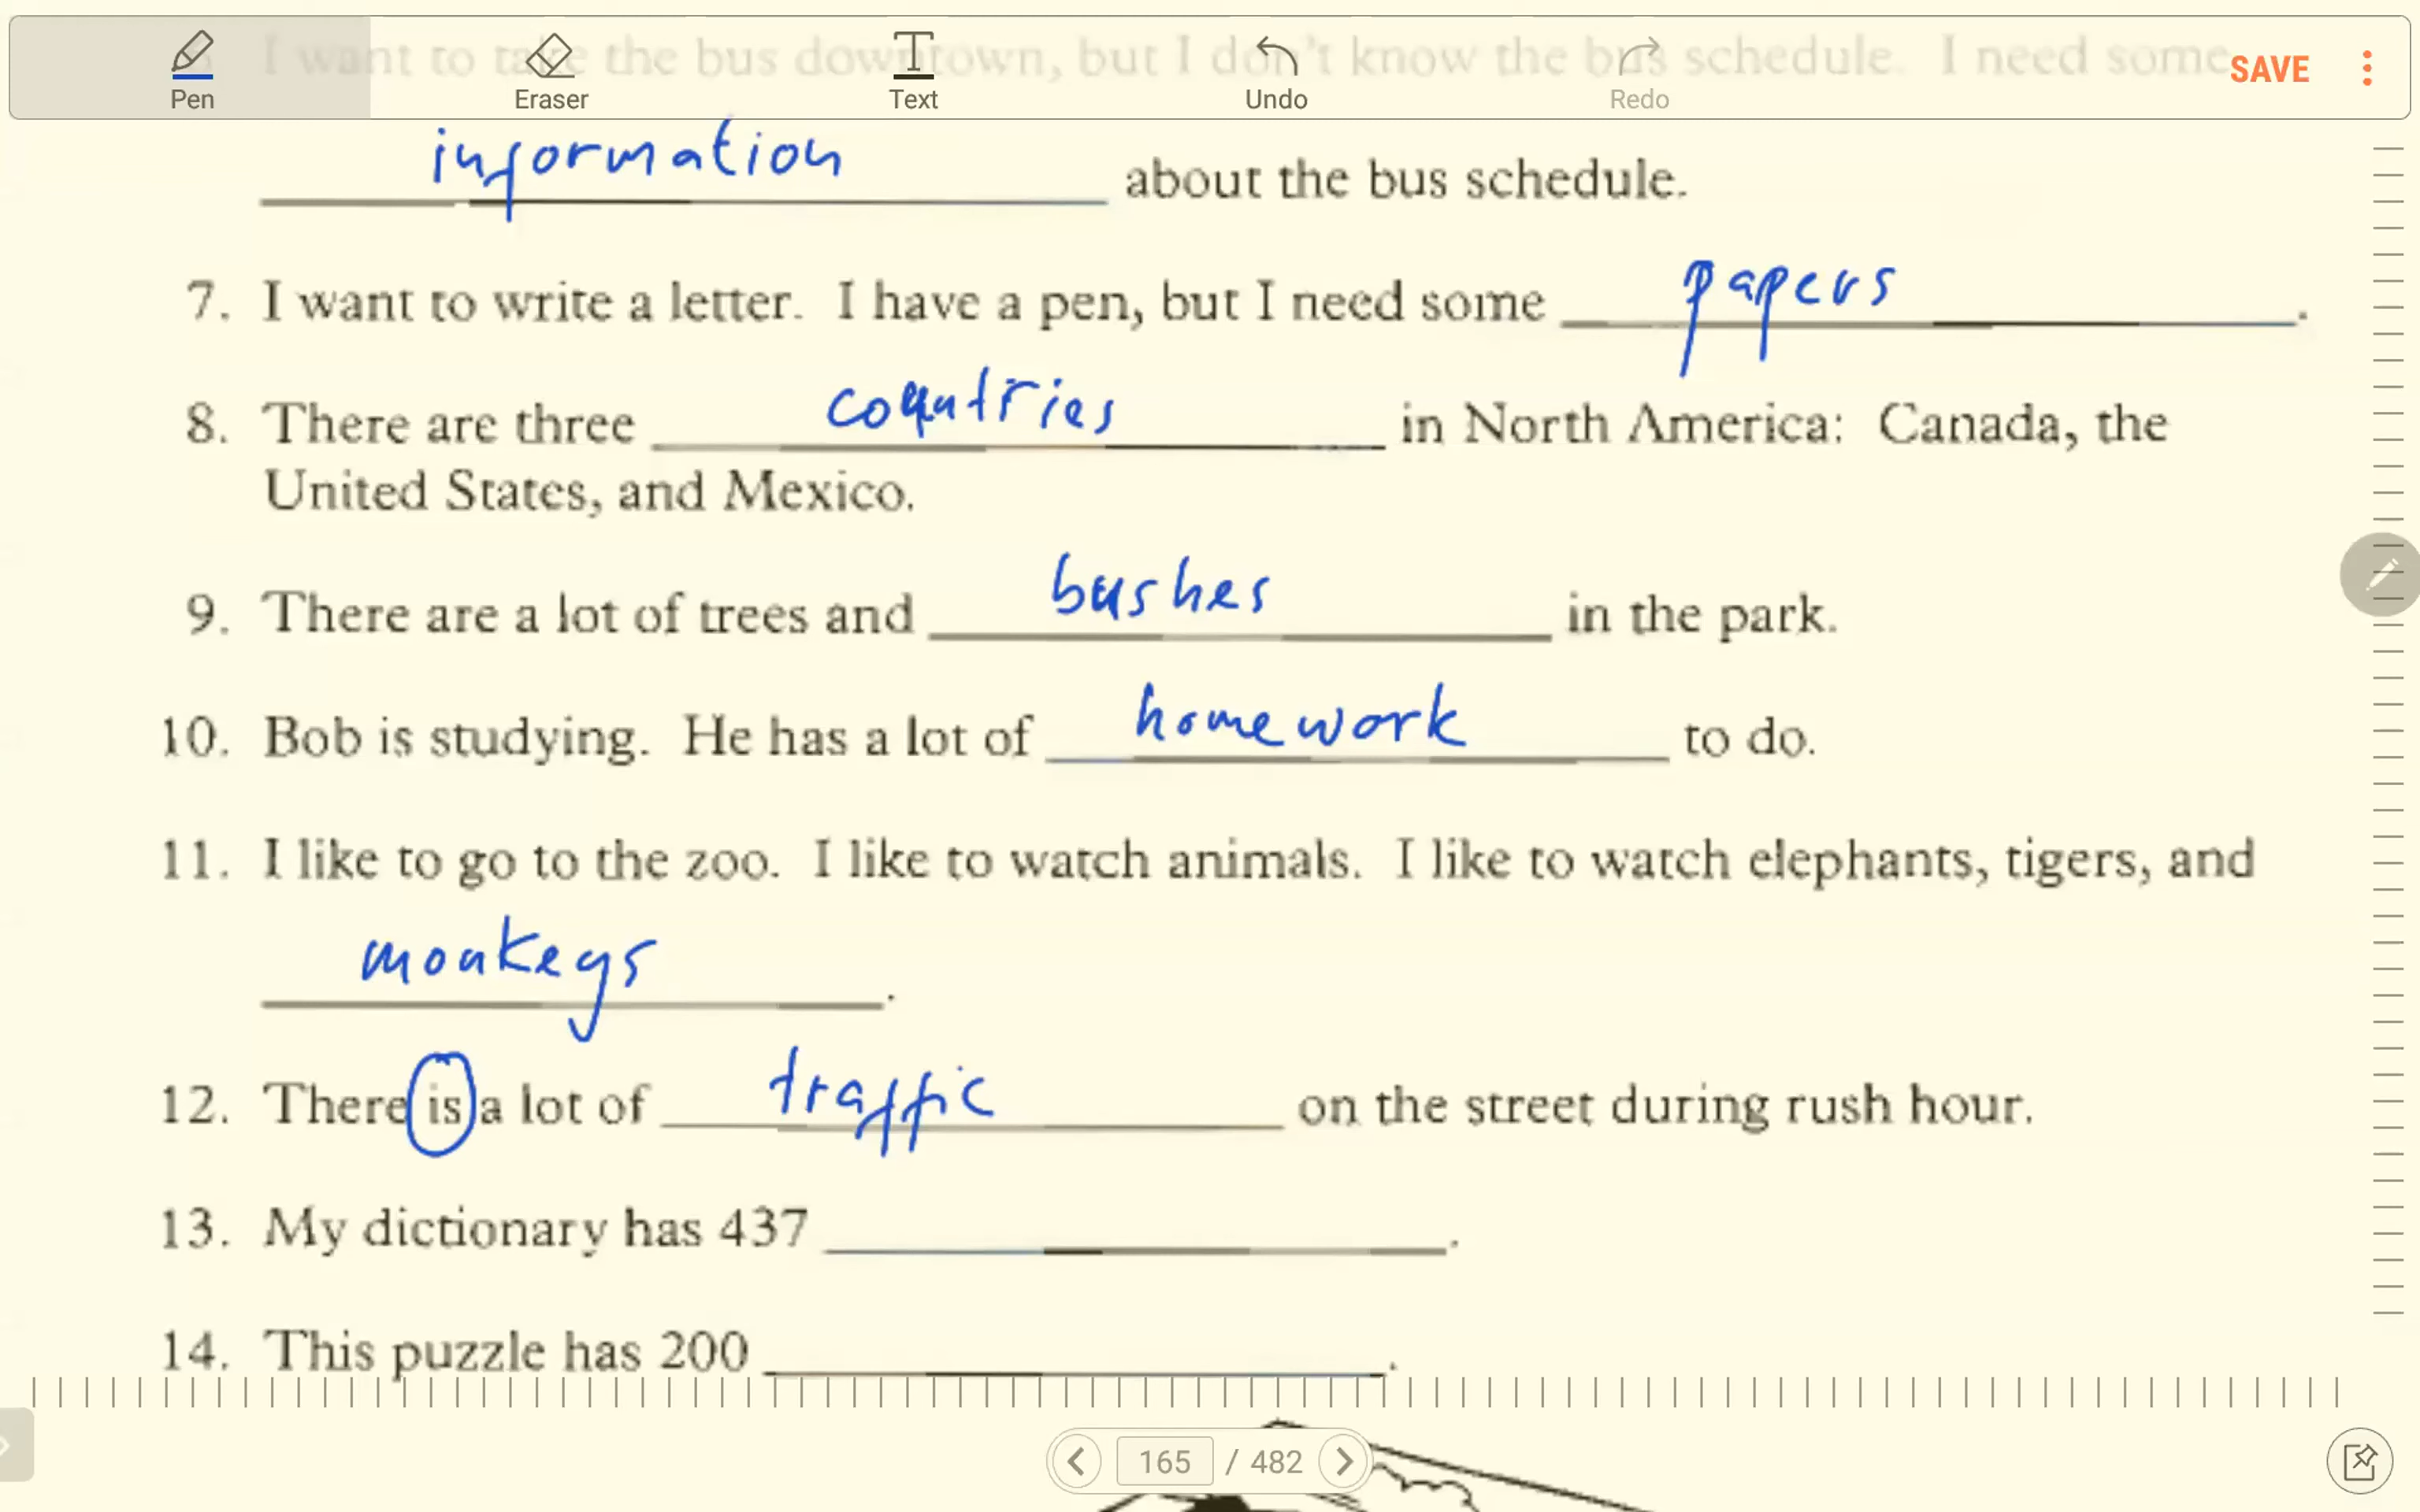 I want to take the bus downtown, but I don't know the bus schedule. I need some
SAVE
Pen Eraser Text Undo Redo
information about the bus schedule.
7. I want to write a letter. I have a pen, but I need some papers.
8. There are three countries in North America: Canada, the
United States, and Mexico.
9. There are a lot of trees and bushes in the park.
10. Bob is studying. He has a lot of homework to do.
11. I like to go to the zoo. I like to watch animals. I like to watch elephants, tigers, and
monkeys.
12. There is a lot of traffic on the street during rush hour.
13. My dictionary has 437 .
14. This puzzle has 200 .
165 / 482